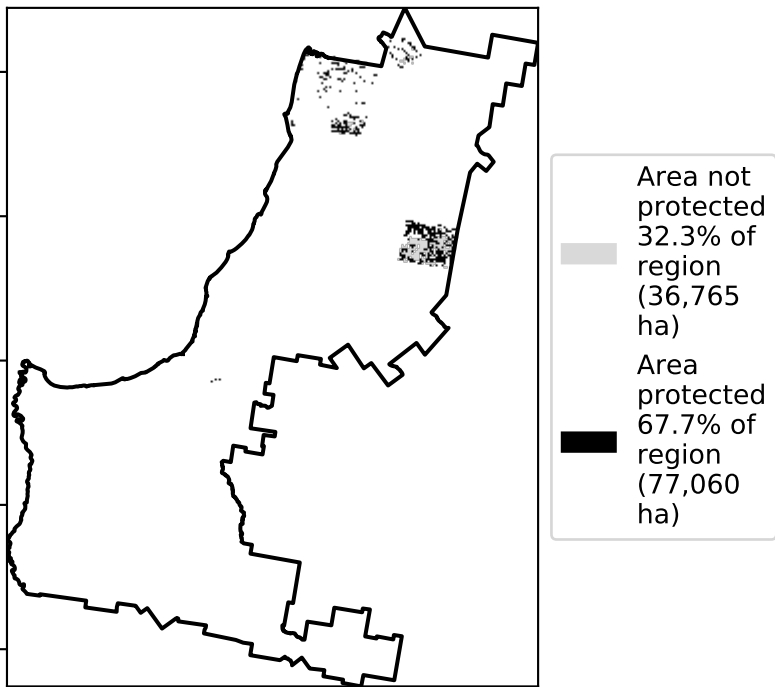 Area not
protected
32.3% of
region
(36,765
ha)
Area
protected
67.7% of
region
(77,060
ha)